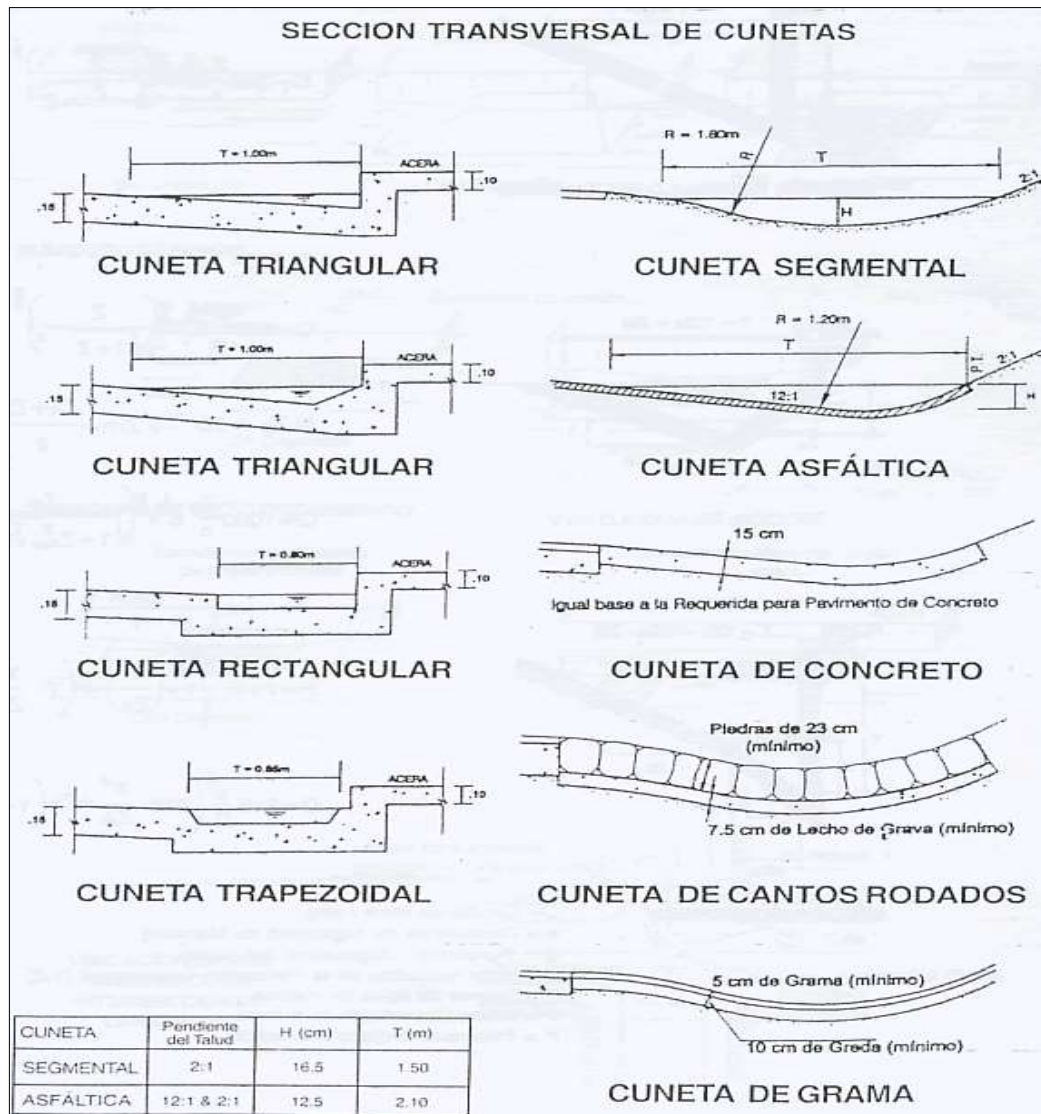 SECCION TRANSVERSAL DE CUNETAS
T = 1.00m
ACERA
.15
.10
CUNETA TRIANGULAR
R = 1.80m
R
T
H
2:1
CUNETA SEGMENTAL
T = 1.00m
ACERA
.15
.10
CUNETA TRIANGULAR
R = 1.20m
T
P.T.
2:1
12:1
H
CUNETA ASFÁLTICA
T = 0.80m
ACERA
.15
.10
CUNETA RECTANGULAR
15 cm
Igual base a la Requerida para Pavimento de Concreto
CUNETA DE CONCRETO
ACERA
.15
.10
CUNETA TRAPEZOIDAL
Piedras de 23 cm
(mínimo)
7.5 cm de Lecho de Grava (mínimo)
CUNETA DE CANTOS RODADOS
5 cm de Grama (mínimo)
10 cm de Greda (mínimo)
CUNETA DE GRAMA
CUNETA Pendiente del Talud H (cm) T (m)
SEGMENTAL 2:1 16.5 1.50
ASFÁLTICA 12:1 & 2:1 12.5 2.10